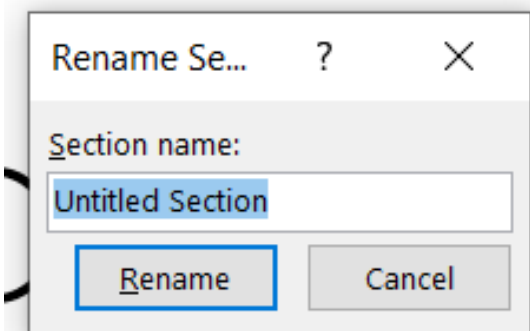 Rename Se... ?
Section name:
Untitled Section
Rename Cancel